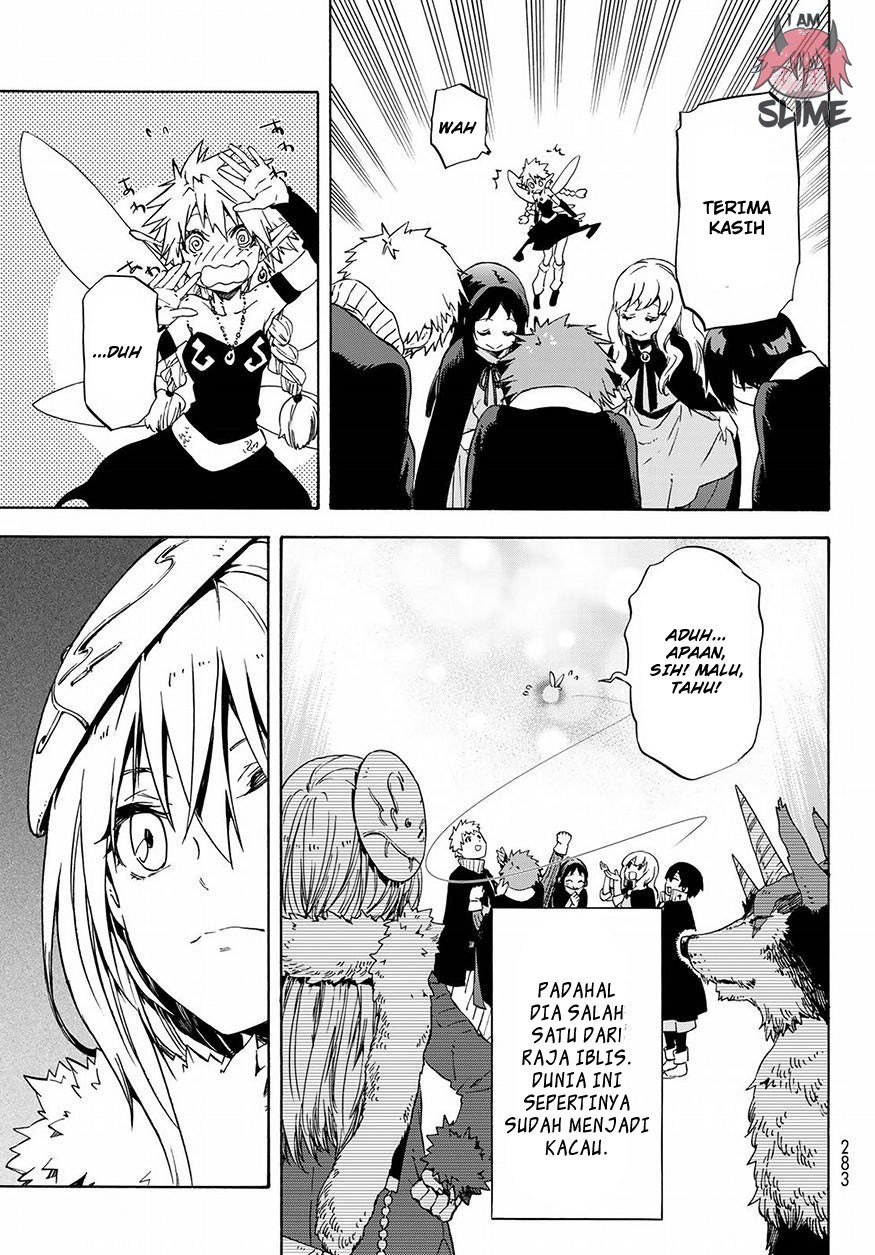 I AM
SLIME
TERIMA
KASIH
WAH
...DUH
ADUH...
APAAN,
SIH! MALU,
TAHU!
PADAHAL
DIA SALAH
SATU DARI
RAJA IBLIS.
DUNIA INI
SEPERTINYA
SUDAH MENJADI
KACAU.
283